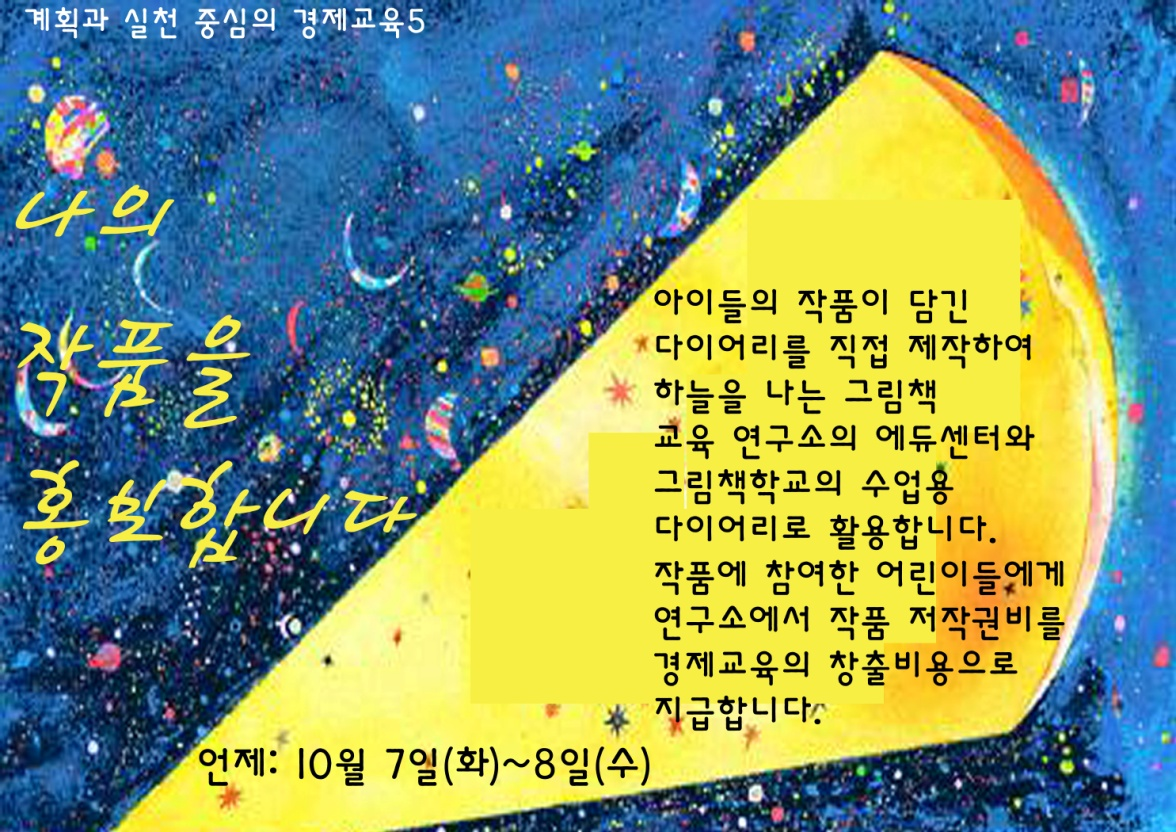 계획과 실천 중심의 경제교육5
나의
작품을
홍보합니다
아이들의 작품이 담긴
다이어리를 직접 제작하여
하늘을 나는 그림책
교육 연구소의 에듀센터와
그림책학교의 수업용
다이어리로 활용합니다.
작품에 참여한 어린이들에게
연구소에서 작품 저작권비를
경제교육의 창출비용으로
지급합니다.
언제: 10월 7일(화)~8일(수)